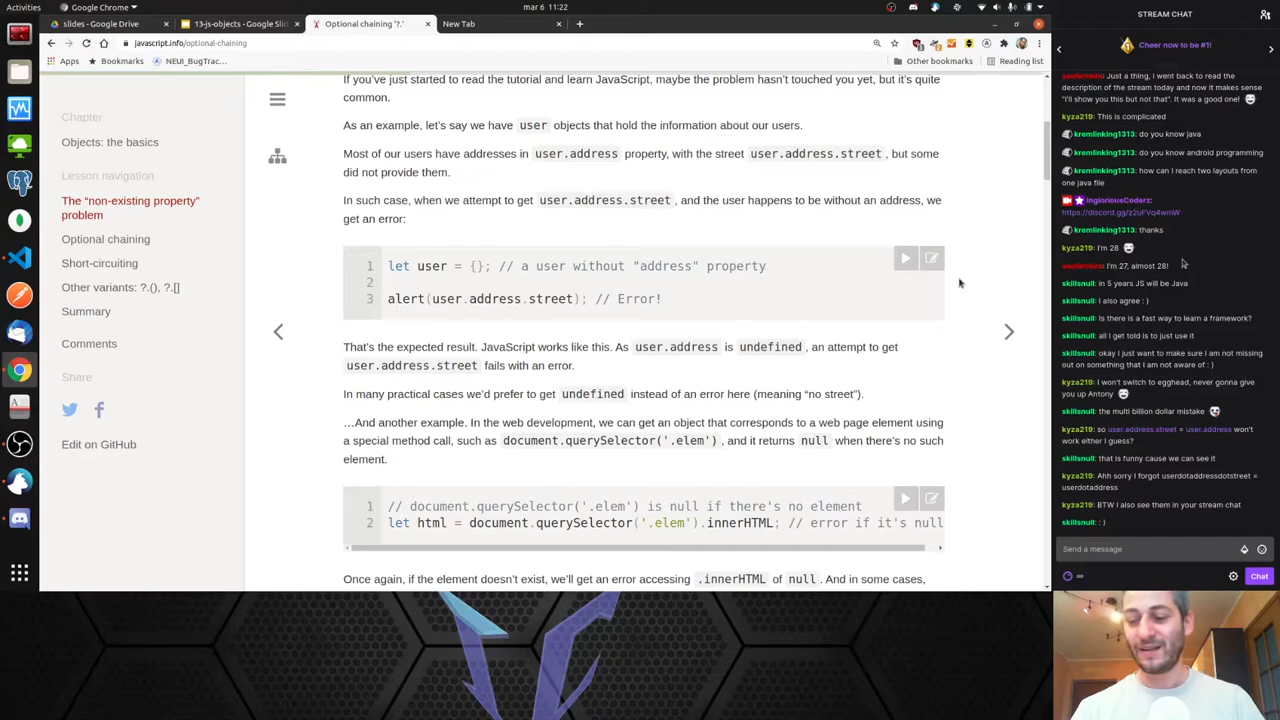 Activities
Google Chrome
mar 6 11:22
slides - Google Drive
13-js-objects - Google Slides
Optional chaining '?.'
New Tab
javascript.info/optional-chaining
Apps
Bookmarks
NEUI_BugTrac...
Other bookmarks
Reading list
Chapter
Objects: the basics
Lesson navigation
The “non-existing property”
problem
Optional chaining
Short-circuiting
Other variants: ?.(), ?.[]
Summary
Comments
Share
Edit on GitHub
If you've just started to read the tutorial and learn JavaScript, maybe the problem hasn't touched you yet, but it's quite
common.
As an example, let's say we have user objects that hold the information about our users.
Most of our users have addresses in user.address property, with the street user.address.street, but some
did not provide them.
In such case, when we attempt to get user.address.street, and the user happens to be without an address, we
get an error:
1 let user = {}; // a user without "address" property
2
3 alert(user.address.street); // Error!
That's the expected result. JavaScript works like this. As user.address is undefined, an attempt to get
user.address.street fails with an error.
In many practical cases we'd prefer to get undefined instead of an error here (meaning “no street”).
…And another example. In the web development, we can get an object that corresponds to a web page element using
a special method call, such as document.querySelector('.elem'), and it returns null when there's no such
element.
1 // document.querySelector('.elem') is null if there's no element
2 let html = document.querySelector('.elem').innerHTML; // error if it's null
Once again, if the element doesn't exist, we'll get an error accessing .innerHTML of null. And in some cases,
STREAM CHAT
Cheer now to be #1!
Just a thing, I went back to read the
description of the stream today and now it makes sense
"I'll show you this but not that". It was a good one!
kyza219: This is complicated
kremlinking1313: do you know java
kremlinking1313: do you know android programming
kremlinking1313: how can I reach two layouts from
one java file
IngloriousCoderz:
https://discord.gg/z2uFVq4wmW
kremlinking1313: thanks
kyza219: I'm 28
I'm 27, almost 28!
skillsnull: in 5 years JS will be Java
skillsnull: I also agree : )
skillsnull: Is there a fast way to learn a framework?
skillsnull: all I get told is to just use it
skillsnull: okay I just want to make sure I am not missing
out on something that I am not aware of : )
kyza219: I won't switch to egghead, never gonna give
you up Antony
skillsnull: the multi billion dollar mistake
kyza219: so user.address.street = user.address won't
work either I guess?
skillsnull: that is funny cause we can see it
kyza219: Ahh sorry I forgot userdotaddressdotstreet =
userdotaddress
kyza219: BTW I also see them in your stream chat
skillsnull: : )
Send a message
Chat